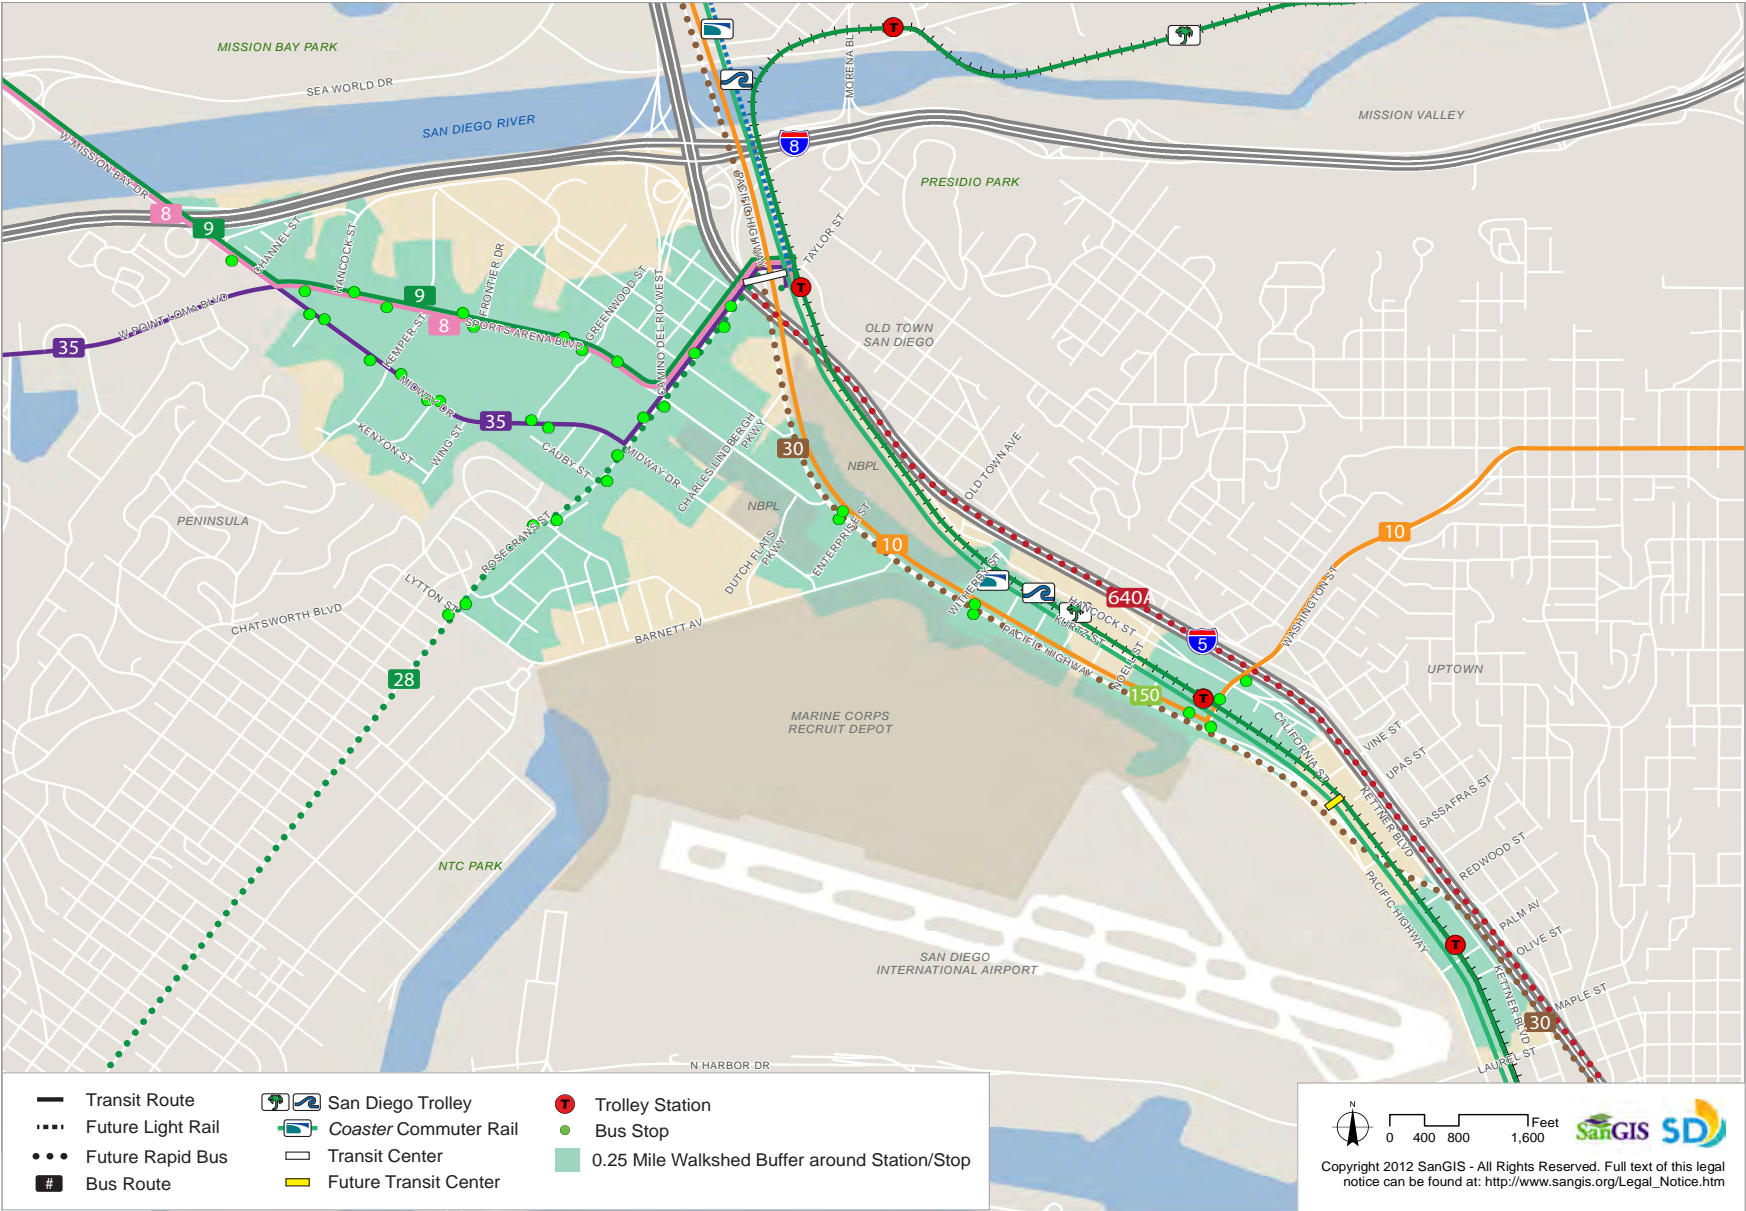 MISSION BAY PARK
SEA WORLD DR
SAN DIEGO RIVER
MORENA BL
MISSION VALLEY
8
W MISSION BAY DR
PRESIDIO PARK
8
9
CHANNEL ST
HANCOCK ST
FRONTIER DR
GREENWOOD ST
CAMINO DEL RIO WEST
PACIFIC HIGHWAY
TAYLOR ST
T
T
W POINT LOMA BLVD
35
9
8
SPORTS ARENA BLVD
KEMPER ST
MIDWAY DR
OLD TOWN
SAN DIEGO
35
KENYON ST
WING ST
CAUBY ST
MIDWAY DR
CHARLES LINDBERGH
PKWY
30
NBPL
NBPL
OLD TOWN AVE
PENINSULA
ROSECRANS ST
DUTCH FLATS
PKWY
ENTERPRISE ST
10
10
LYTTON ST
CHATSWORTH BLVD
BARNETT AV
WITHERBY ST
HANCOCK ST
KURTZ ST
640A
5
WASHINGTON ST
PACIFIC HIGHWAY
NOELL ST
150
T
UPTOWN
28
MARINE CORPS
RECRUIT DEPOT
CALIFORNIA ST
VINE ST
UPAS ST
SASSAFRAS ST
KETTNER BLVD
REDWOOD ST
NTC PARK
PACIFIC HIGHWAY
PALM AV
OLIVE ST
T
SAN DIEGO
INTERNATIONAL AIRPORT
KETTNER BLVD
MAPLE ST
30
LAUREL ST
N HARBOR DR
Transit Route
Future Light Rail
Future Rapid Bus
# Bus Route
San Diego Trolley
Coaster Commuter Rail
Transit Center
Future Transit Center
T Trolley Station
Bus Stop
0.25 Mile Walkshed Buffer around Station/Stop
N
0 400 800 1,600
Feet
SanGIS SD
Copyright 2012 SanGIS - All Rights Reserved. Full text of this legal
notice can be found at: http://www.sangis.org/Legal_Notice.htm